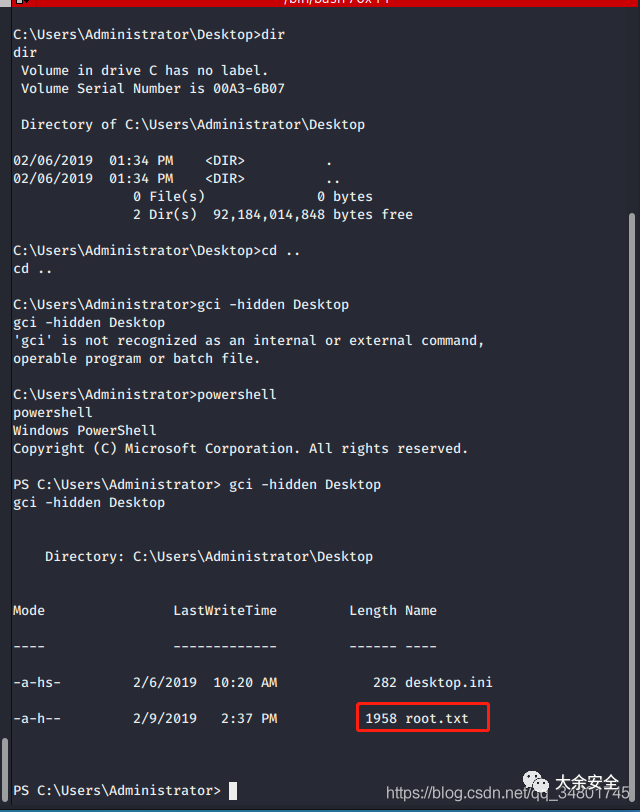 C:\Users\Administrator\Desktop>dir
dir
 Volume in drive C has no label.
 Volume Serial Number is 00A3-6B07

 Directory of C:\Users\Administrator\Desktop

02/06/2019  01:34 PM    <DIR>          .
02/06/2019  01:34 PM    <DIR>          ..
               0 File(s)              0 bytes
               2 Dir(s)  92,184,014,848 bytes free

C:\Users\Administrator\Desktop>cd ..
cd ..

C:\Users\Administrator>gci -hidden Desktop
gci -hidden Desktop
'gci' is not recognized as an internal or external command,
operable program or batch file.

C:\Users\Administrator>powershell
powershell
Windows PowerShell
Copyright (C) Microsoft Corporation. All rights reserved.

PS C:\Users\Administrator> gci -hidden Desktop
gci -hidden Desktop

    Directory: C:\Users\Administrator\Desktop

Mode                LastWriteTime         Length Name
----                -------------         ------ ----
-a-hs-         2/6/2019  10:20 AM            282 desktop.ini
-a-h--         2/9/2019   2:37 PM           1958 root.txt

PS C:\Users\Administrator>
大余安全
https://blog.csdn.net/qq_34801745